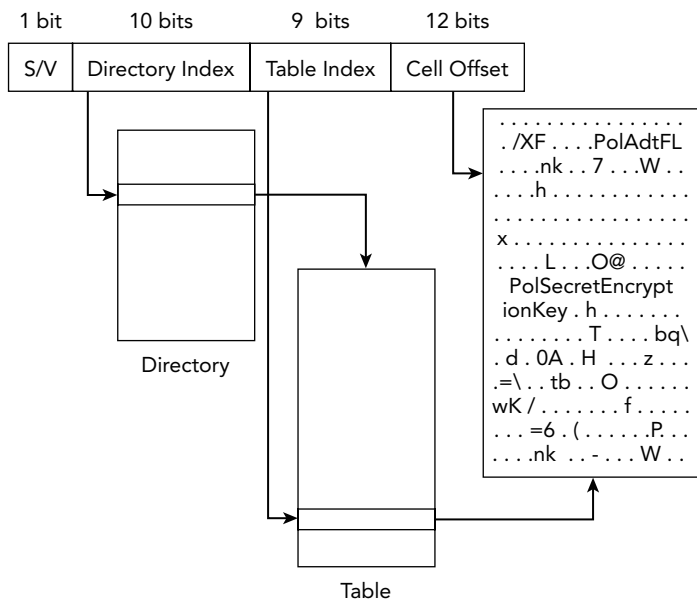 1 bit 10 bits 9 bits 12 bits
S/V Directory Index Table Index Cell Offset
. . . . . . . . . . . . . . . .
. /XF . . . .PolAdtFL
. . . .nk . . 7 . . .W . .
. . . .h . . . . . . . . . . . .
. . . . . . . . . . . . . . . . .
x . . . . . . . . . . . . . . .
. . . . L . . .O@ . . . . .
PolSecretEncrypt
ionKey . h . . . . . . .
. . . . . . . . T . . . . bq\
. d . 0A . H . . . z . . .
.=\ . . tb . . O . . . . . .
wK / . . . . . . . f . . . . .
. . . =6 . ( . . . . . .P. . .
. . . .nk . . - . . . W . .
Directory
Table